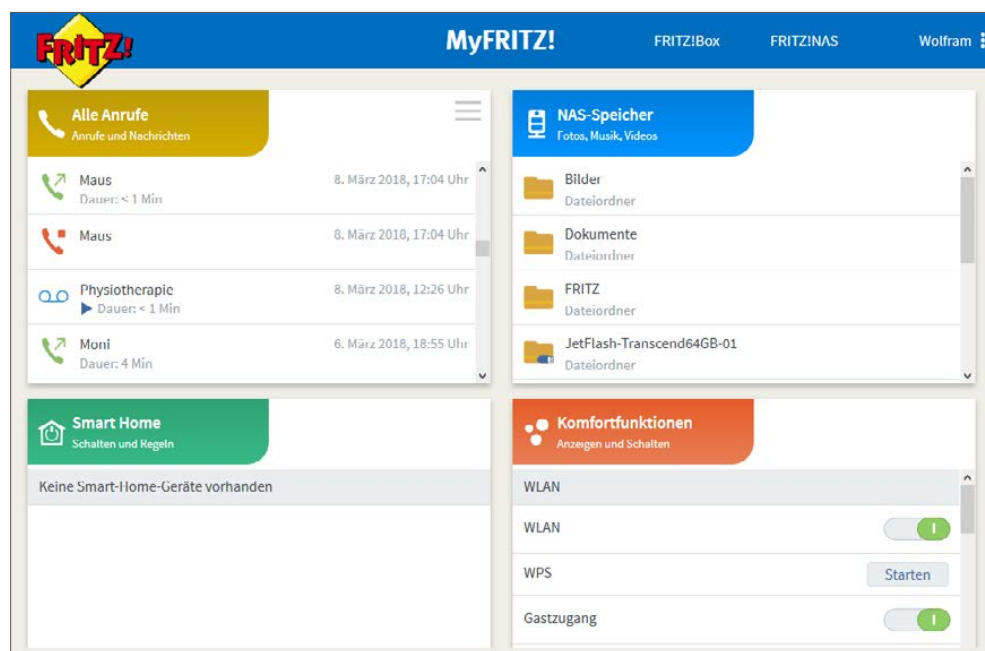 FRITZ!
MyFRITZ!
FRITZ!Box
FRITZ!NAS
Wolfram
Alle Anrufe
Anrufe und Nachrichten
Maus
8. März 2018, 17:04 Uhr
Dauer: < 1 Min
Maus
8. März 2018, 17:04 Uhr
Physiotherapie
8. März 2018, 12:26 Uhr
Dauer: < 1 Min
Moni
6. März 2018, 18:55 Uhr
Dauer: 4 Min
NAS-Speicher
Fotos, Musik, Videos
Bilder
Dateiordner
Dokumente
Dateiordner
FRITZ
Dateiordner
JetFlash-Transcend64GB-01
Dateiordner
Smart Home
Schalten und Regeln
Keine Smart-Home-Geräte vorhanden
Komfortfunktionen
Anzeigen und Schalten
WLAN
WLAN
WPS
Starten
Gastzugang